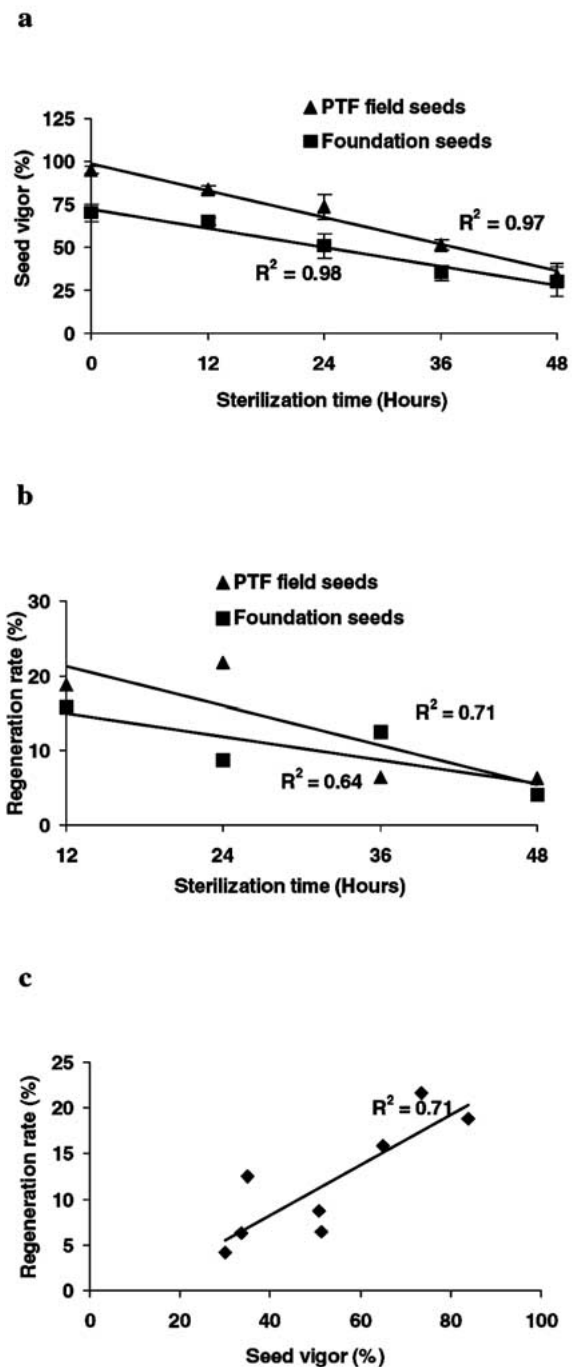 a
▲ PTF field seeds
■ Foundation seeds
125
100
75
50
25
0
Seed vigor (%)
R² = 0.97
R² = 0.98
0 12 24 36 48
Sterilization time (Hours)
b
▲ PTF field seeds
■ Foundation seeds
30
20
10
0
Regeneration rate (%)
R² = 0.71
R² = 0.64
12 24 36 48
Sterilization time (Hours)
c
25
20
15
10
5
0
Regeneration rate (%)
R² = 0.71
0 20 40 60 80 100
Seed vigor (%)